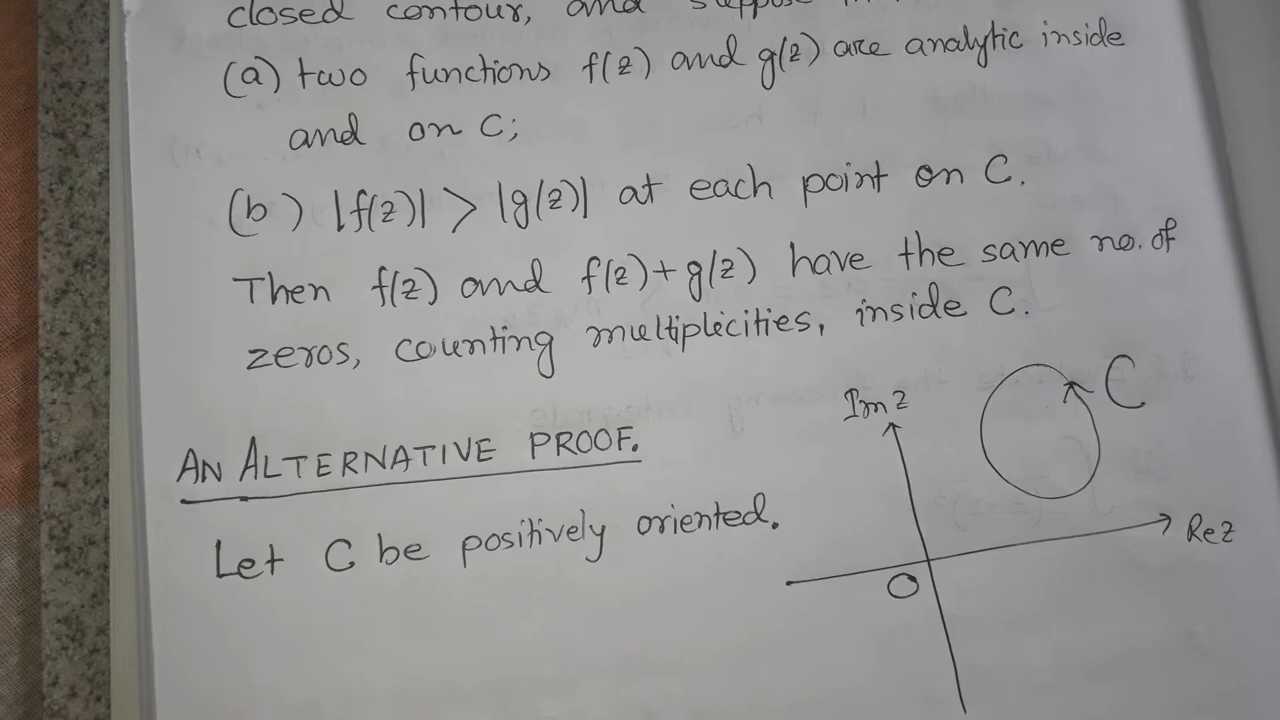 closed contour, and suppose
(a) two functions f(z) and g(z) are analytic inside
and on C;
(b) |f(z)| > |g(z)| at each point on C.
Then f(z) and f(z)+g(z) have the same no. of
zeros, counting multiplicities, inside C.
AN ALTERNATIVE PROOF.
Let C be positively oriented.
Im z
C
Re z
O